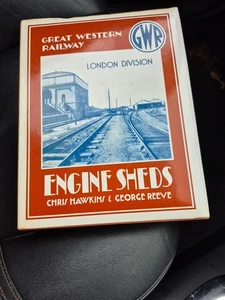 GREAT WESTERN
RAILWAY
GWR
LONDON DIVISION
ENGINE SHEDS
CHRIS HAWKINS & GEORGE REEVE